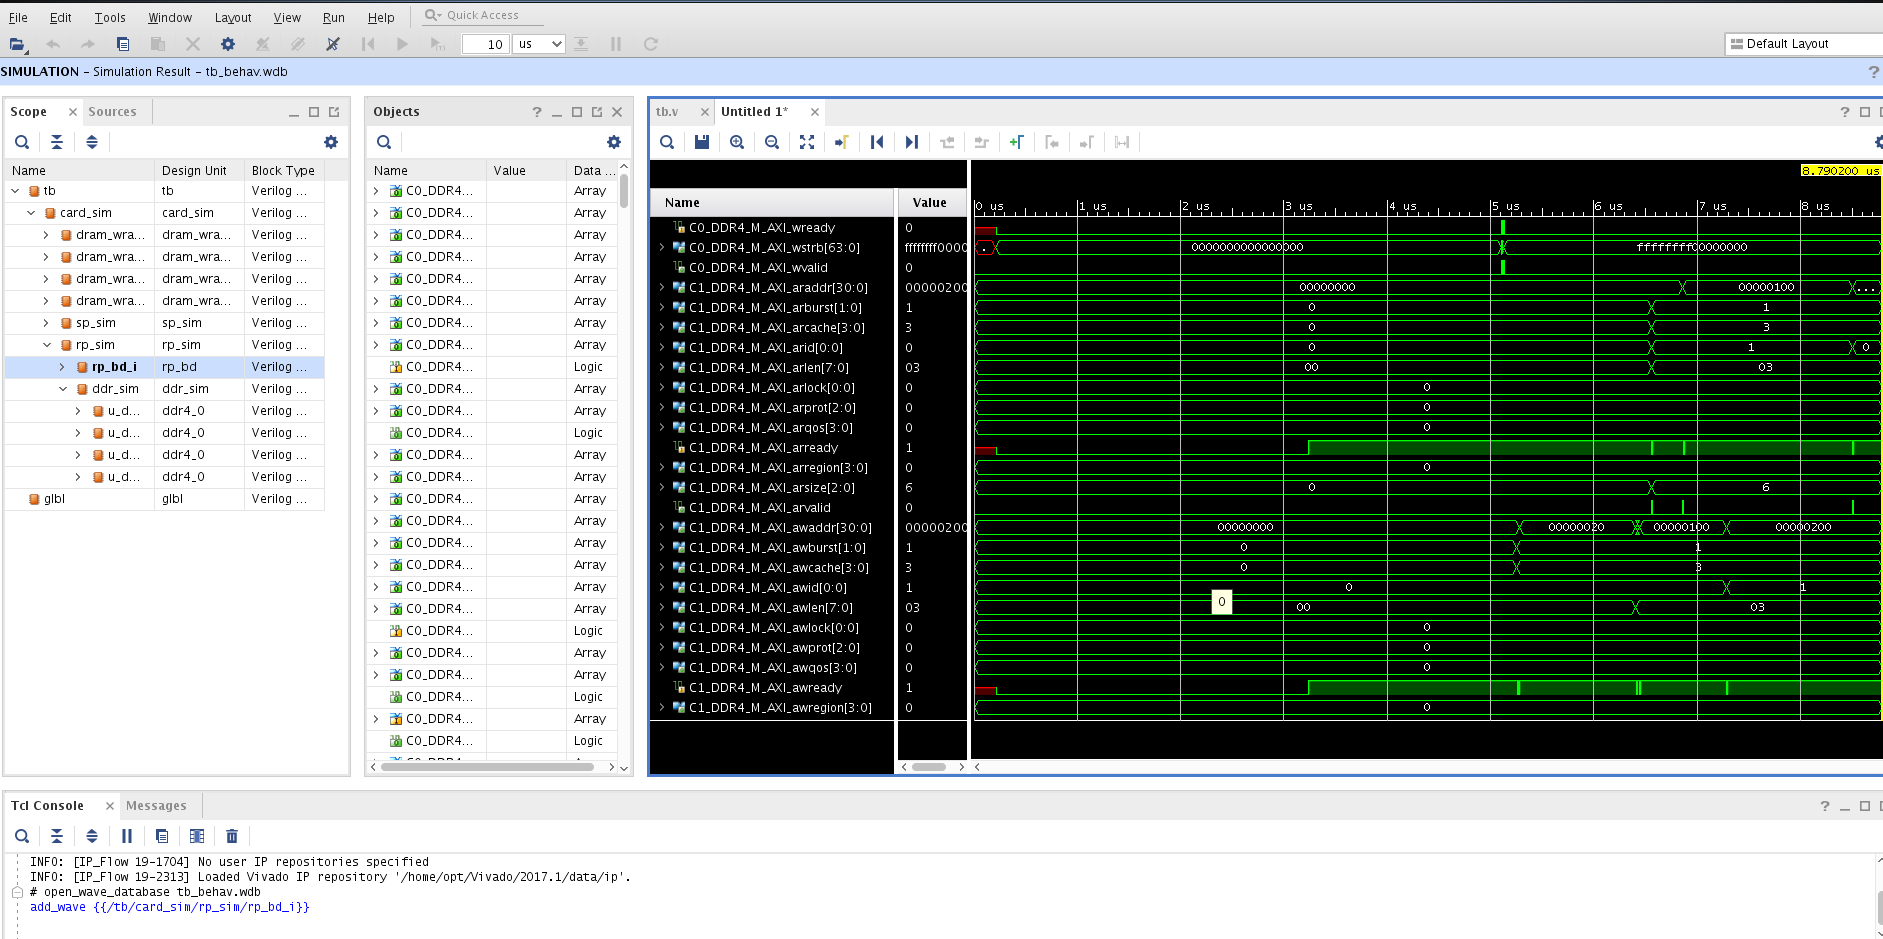 File Edit Tools Window Layout View Run Help Quick Access
10 us Default Layout
SIMULATION - Simulation Result - tb_behav.wdb ?
Scope × Sources
Name Design Unit Block Type
tb tb Verilog ...
card_sim card_sim Verilog ...
dram_wra... dram_wra... Verilog ...
dram_wra... dram_wra... Verilog ...
dram_wra... dram_wra... Verilog ...
dram_wra... dram_wra... Verilog ...
sp_sim sp_sim Verilog ...
rp_sim rp_sim Verilog ...
rp_bd_i rp_bd Verilog ...
ddr_sim ddr_sim Verilog ...
u_d... ddr4_0 Verilog ...
u_d... ddr4_0 Verilog ...
u_d... ddr4_0 Verilog ...
u_d... ddr4_0 Verilog ...
glbl glbl Verilog ...
Objects
Name Value Data ...
C0_DDR4... Array
C0_DDR4... Array
C0_DDR4... Array
C0_DDR4... Array
C0_DDR4... Array
C0_DDR4... Array
C0_DDR4... Array
C0_DDR4... Array
C0_DDR4... Logic
C0_DDR4... Array
C0_DDR4... Array
C0_DDR4... Logic
C0_DDR4... Array
C0_DDR4... Array
C0_DDR4... Array
C0_DDR4... Array
C0_DDR4... Array
C0_DDR4... Array
C0_DDR4... Array
C0_DDR4... Array
C0_DDR4... Logic
C0_DDR4... Array
C0_DDR4... Array
C0_DDR4... Logic
C0_DDR4... Array
C0_DDR4... Logic
tb.v × Untitled 1* ×
8.790200 us
Name Value 0 us 1 us 2 us 3 us 4 us 5 us 6 us 7 us 8 us
C0_DDR4_M_AXI_wready 0
C0_DDR4_M_AXI_wstrb[63:0] ffffffff0000 . 0000000000000000 ffffffff00000000
C0_DDR4_M_AXI_wvalid 0
C1_DDR4_M_AXI_araddr[30:0] 00000200 00000000 00000100 ...
C1_DDR4_M_AXI_arburst[1:0] 1 0 1
C1_DDR4_M_AXI_arcache[3:0] 3 0 3
C1_DDR4_M_AXI_arid[0:0] 0 0 1 0
C1_DDR4_M_AXI_arlen[7:0] 03 00 03
C1_DDR4_M_AXI_arlock[0:0] 0 0
C1_DDR4_M_AXI_arprot[2:0] 0 0
C1_DDR4_M_AXI_arqos[3:0] 0 0
C1_DDR4_M_AXI_arready 1
C1_DDR4_M_AXI_arregion[3:0] 0 0
C1_DDR4_M_AXI_arsize[2:0] 6 0 6
C1_DDR4_M_AXI_arvalid 0
C1_DDR4_M_AXI_awaddr[30:0] 00000200 00000000 00000020 00000100 00000200
C1_DDR4_M_AXI_awburst[1:0] 1 0 1
C1_DDR4_M_AXI_awcache[3:0] 3 0 3
C1_DDR4_M_AXI_awid[0:0] 1 0 1
C1_DDR4_M_AXI_awlen[7:0] 03 0 00 03
C1_DDR4_M_AXI_awlock[0:0] 0 0
C1_DDR4_M_AXI_awprot[2:0] 0 0
C1_DDR4_M_AXI_awqos[3:0] 0 0
C1_DDR4_M_AXI_awready 1
C1_DDR4_M_AXI_awregion[3:0] 0 0
Tcl Console × Messages
INFO: [IP_Flow 19-1704] No user IP repositories specified
INFO: [IP_Flow 19-2313] Loaded Vivado IP repository '/home/opt/Vivado/2017.1/data/ip'.
# open_wave_database tb_behav.wdb
add_wave {{/tb/card_sim/rp_sim/rp_bd_i}}